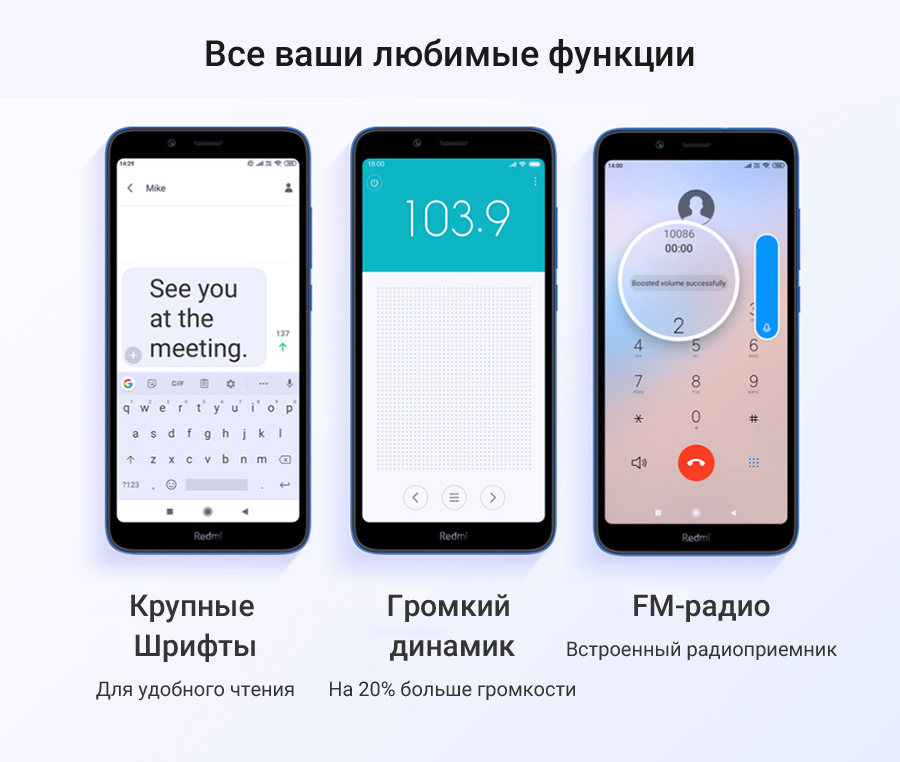 Все ваши любимые функции
14:29
Mike
See you
at the
meeting.
137
GIF
q w e r t y u i o p
a s d f g h j k l
z x c v b n m
?123 , .
Redmi
18:00
103.9
Redmi
14:00
10086
00:00
Boosted volume successfully
2 3
4 5 6
7 8 9
* 0 #
Redmi
Крупные
Шрифты
Для удобного чтения
Громкий
динамик
На 20% больше громкости
FM-радио
Встроенный радиоприемник